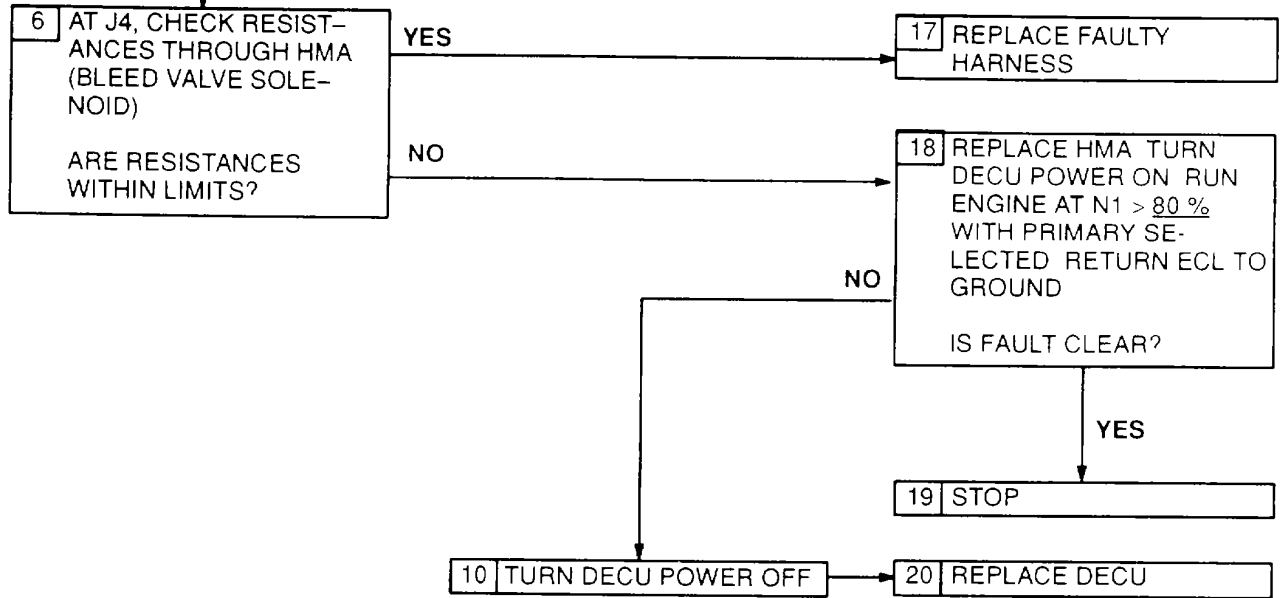 6 AT J4, CHECK RESIST–
ANCES THROUGH HMA
(BLEED VALVE SOLE–
NOID)
ARE RESISTANCES
WITHIN LIMITS?
YES
17 REPLACE FAULTY
HARNESS
NO
18 REPLACE HMA TURN
DECU POWER ON RUN
ENGINE AT N1 > 80 %
WITH PRIMARY SE-
LECTED RETURN ECL TO
GROUND
IS FAULT CLEAR?
NO
YES
19 STOP
10 TURN DECU POWER OFF
20 REPLACE DECU